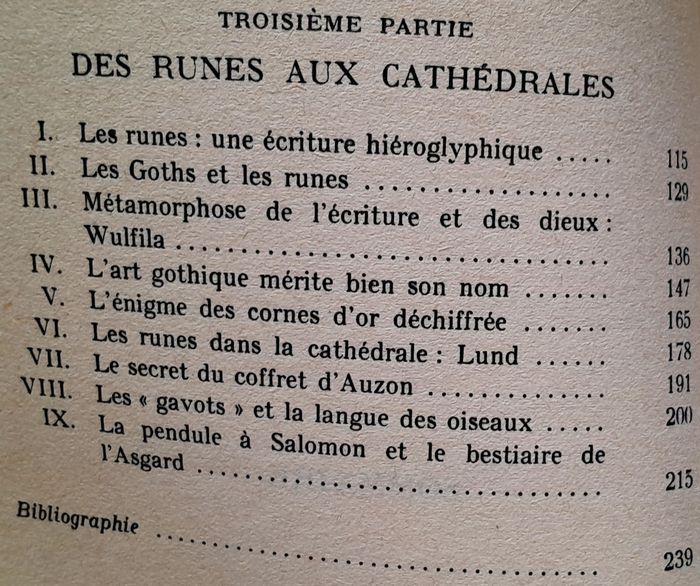 TROISIÈME PARTIE
DES RUNES AUX CATHÉDRALES
I. Les runes : une écriture hiéroglyphique ..... 115
II. Les Goths et les runes .................. 129
III. Métamorphose de l'écriture et des dieux :
Wulfila .................................. 136
IV. L'art gothique mérite bien son nom ....... 147
V. L'énigme des cornes d'or déchiffrée ....... 165
VI. Les runes dans la cathédrale : Lund ...... 178
VII. Le secret du coffret d'Auzon ............. 191
VIII. Les « gavots » et la langue des oiseaux ..... 200
IX. La pendule à Salomon et le bestiaire de
l'Asgard ................................ 215
Bibliographie .................................. 239